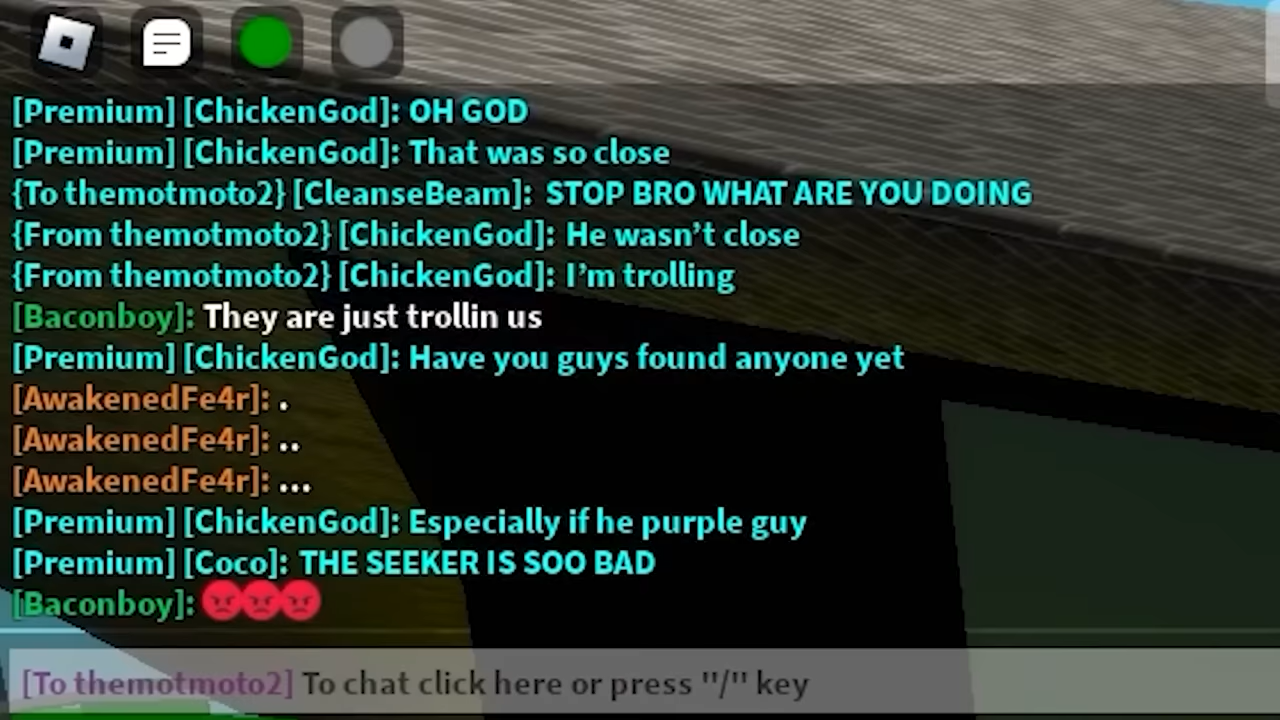 [Premium] [ChickenGod]: OH GOD
[Premium] [ChickenGod]: That was so close
{To themotmoto2} [CleanseBeam]: STOP BRO WHAT ARE YOU DOING
{From themotmoto2} [ChickenGod]: He wasn’t close
{From themotmoto2} [ChickenGod]: I’m trolling
[Baconboy]: They are just trollin us
[Premium] [ChickenGod]: Have you guys found anyone yet
[AwakenedFe4r]: .
[AwakenedFe4r]: ..
[AwakenedFe4r]: ...
[Premium] [ChickenGod]: Especially if he purple guy
[Premium] [Coco]: THE SEEKER IS SOO BAD
[Baconboy]: 😡😡😡
[To themotmoto2] To chat click here or press "/" key